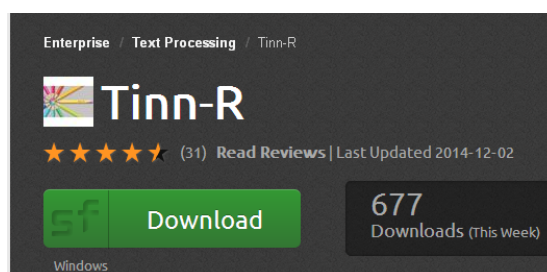 Enterprise / Text Processing / Tinn-R
Tinn-R
(31) Read Reviews | Last Updated 2014-12-02
sf Download
677
Downloads (This Week)
Windows